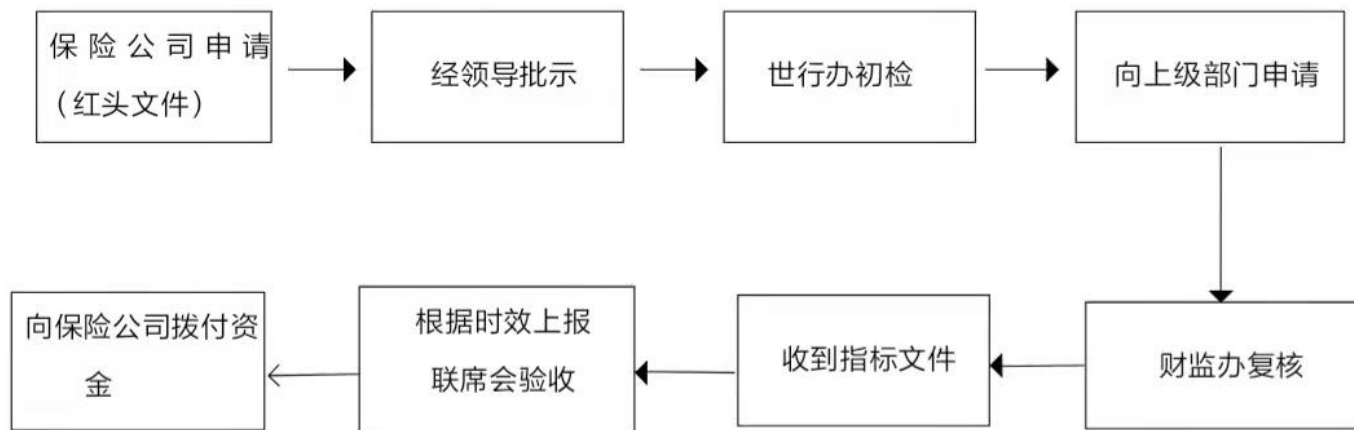 保险公司申请
（红头文件）
经领导批示
世行办初检
向上级部门申请
财监办复核
收到指标文件
根据时效上报
联席会验收
向保险公司拨付资
金